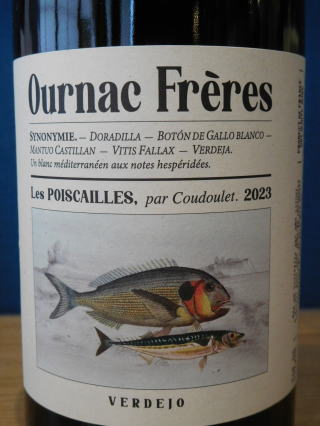 Ournac Frères
SYNONYMIE. – DORADILLA – BOTÓN DE GALLO BLANCO –
MANTUO CASTILLAN – VITIS FALLAX – VERDEJA.
Un blanc méditerranéen aux notes hespéridées.
Les POISCAILLES, par Coudoulet. 2023
VERDEJO